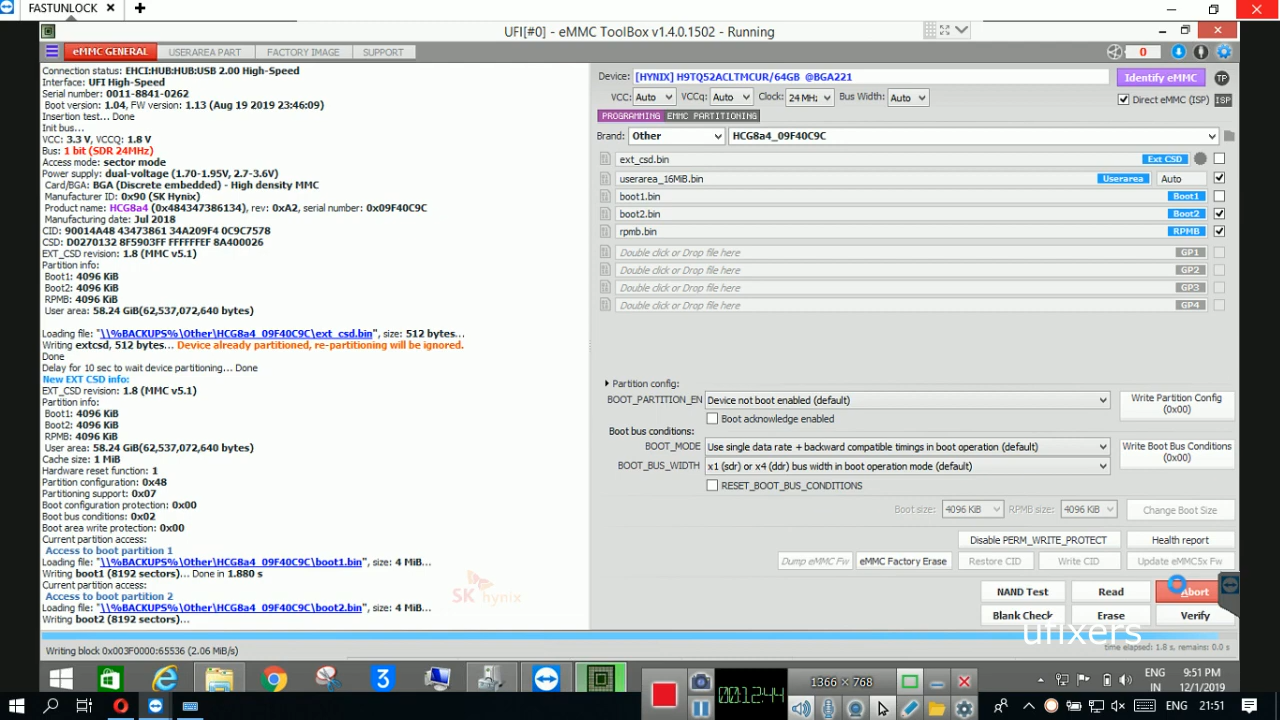 FASTUNLOCK
UFI[#0] - eMMC ToolBox v1.4.0.1502 - Running
eMMC GENERAL USERAREA PART FACTORY IMAGE SUPPORT
0
Connection status: EHCI:HUB:HUB:USB 2.00 High-Speed
Interface: UFI High-Speed
Serial number: 0011-8841-0262
Boot version: 1.04, FW version: 1.13 (Aug 19 2019 23:46:09)
Insertion test... Done
Init bus...
VCC: 3.3 V, VCCQ: 1.8 V
Bus: 1 bit (SDR 24MHz)
Access mode: sector mode
Power supply: dual-voltage (1.70-1.95V, 2.7-3.6V)
Card/BGA: BGA (Discrete embedded) - High density MMC
Manufacturer ID: 0x90 (SK Hynix)
Product name: HCG8a4 (0x484347386134), rev: 0xA2, serial number: 0x09F40C9C
Manufacturing date: Jul 2018
CID: 90014A48 43473861 34A209F4 0C9C7578
CSD: D0270132 8F5903FF FFFFFFEF 8A400026
EXT_CSD revision: 1.8 (MMC v5.1)
Partition info:
Boot1: 4096 KiB
Boot2: 4096 KiB
RPMB: 4096 KiB
User area: 58.24 GiB(62,537,072,640 bytes)
Loading file: "\\%BACKUPS%\Other\HCG8a4_09F40C9C\ext_csd.bin", size: 512 bytes...
Writing extcsd, 512 bytes... Device already partitioned, re-partitioning will be ignored.
Done
Delay for 10 sec to wait device partitioning... Done
New EXT CSD info:
EXT_CSD revision: 1.8 (MMC v5.1)
Partition info:
Boot1: 4096 KiB
Boot2: 4096 KiB
RPMB: 4096 KiB
User area: 58.24 GiB(62,537,072,640 bytes)
Cache size: 1 MiB
Hardware reset function: 1
Partition configuration: 0x48
Partitioning support: 0x07
Boot configuration protection: 0x00
Boot bus conditions: 0x02
Boot area write protection: 0x00
Current partition access:
Access to boot partition 1
Loading file: "\\%BACKUPS%\Other\HCG8a4_09F40C9C\boot1.bin", size: 4 MiB...
Writing boot1 (8192 sectors)... Done in 1.880 s
Current partition access:
Access to boot partition 2
Loading file: "\\%BACKUPS%\Other\HCG8a4_09F40C9C\boot2.bin", size: 4 MiB...
Writing boot2 (8192 sectors)...
SK hynix
Device: [HYNIX] H9TQ52ACLTMCUR/64GB @BGA221 Identify eMMC TP
VCC: Auto VCCq: Auto Clock: 24 MHz Bus Width: Auto Direct eMMC (ISP) ISP
PROGRAMMING EMMC PARTITIONING
Brand: Other HCG8a4_09F40C9C
ext_csd.bin Ext CSD
userarea_16MiB.bin Userarea Auto
boot1.bin Boot1
boot2.bin Boot2
rpmb.bin RPMB
Double click or Drop file here GP1
Double click or Drop file here GP2
Double click or Drop file here GP3
Double click or Drop file here GP4
Partition config:
BOOT_PARTITION_EN Device not boot enabled (default) Write Partition Config
(0x00)
Boot acknowledge enabled
Boot bus conditions:
BOOT_MODE Use single data rate + backward compatible timings in boot operation (default) Write Boot Bus Conditions
(0x00)
BOOT_BUS_WIDTH x1 (sdr) or x4 (ddr) bus width in boot operation mode (default)
RESET_BOOT_BUS_CONDITIONS
Boot size: 4096 KiB RPMB size: 4096 KiB Change Boot Size
Disable PERM_WRITE_PROTECT Health report
Dump eMMC Fw eMMC Factory Erase Restore CID Write CID Update eMMC5x Fw
NAND Test Read Abort
Blank Check Erase Verify
urixers
Writing block 0x003F0000:65536 (2.06 MiB/s) time elapsed: 1.8 s, remains: 0.0 s
3
00:12:44
1366 × 768
ENG
IN
9:51 PM
12/1/2019
ENG 21:51